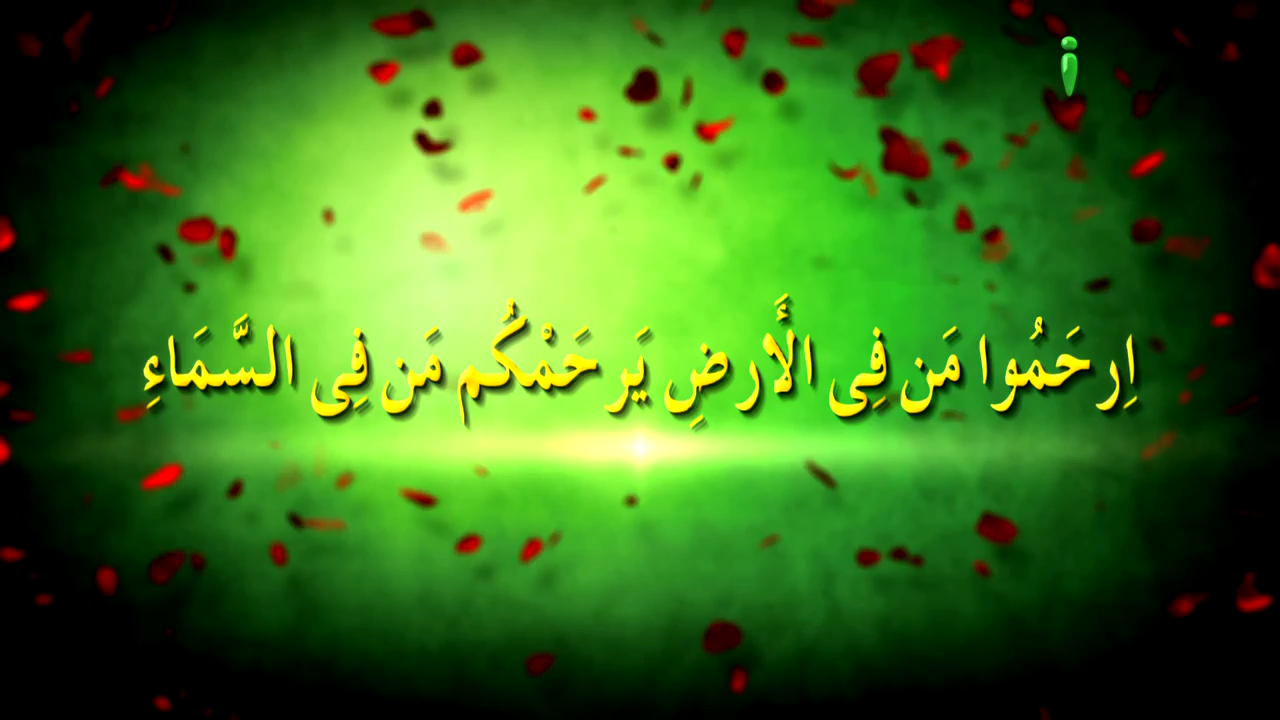 اِرحَمُوا مَن فِى الأَرضِ يَرحَمْكُم مَن فِى السَّمَاءِ